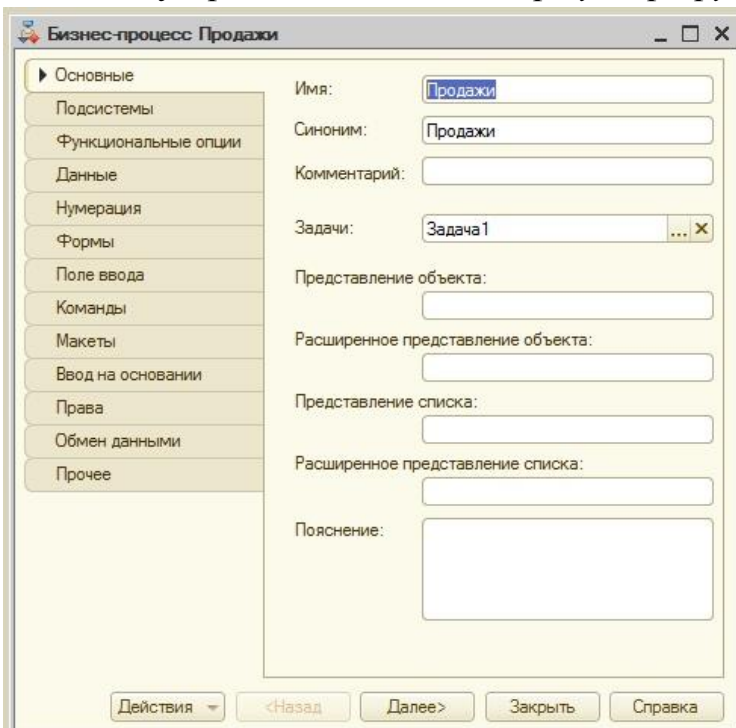 Бизнес-процесс Продажи
Основные
Подсистемы
Функциональные опции
Данные
Нумерация
Формы
Поле ввода
Команды
Макеты
Ввод на основании
Права
Обмен данными
Прочее
Имя: Продажи
Синоним: Продажи
Комментарий:
Задачи: Задача1 ...
Представление объекта:
Расширенное представление объекта:
Представление списка:
Расширенное представление списка:
Пояснение:
Действия <Назад Далее> Закрыть Справка